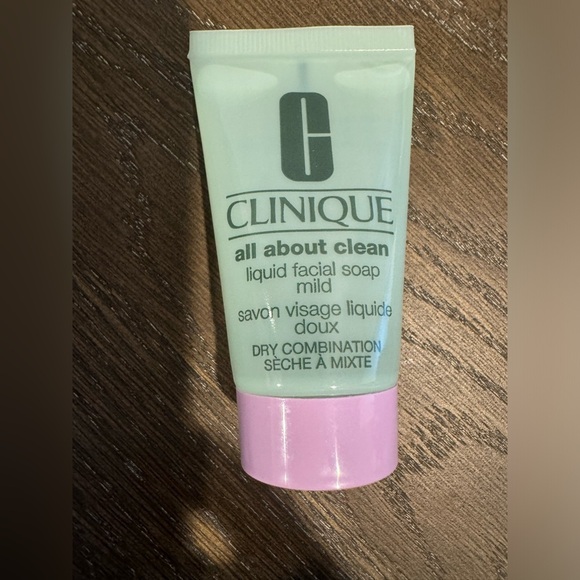 C
CLINIQUE
all about clean
liquid facial soap
mild
savon visage liquide
doux
DRY COMBINATION
SÈCHE À MIXTE